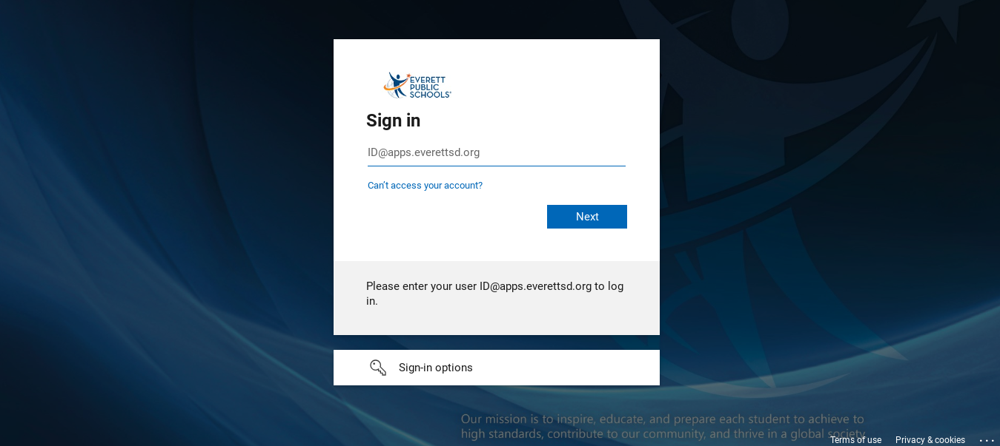 EVERETT
PUBLIC
SCHOOLS
Sign in
ID@apps.everettsd.org
Can't access your account?
Next
Please enter your user ID@apps.everettsd.org to log
in.
Sign-in options
Our mission is to inspire, educate, and prepare each student to achieve to
high standards, contribute to our community, and thrive in a global society.
Terms of use Privacy & cookies ...